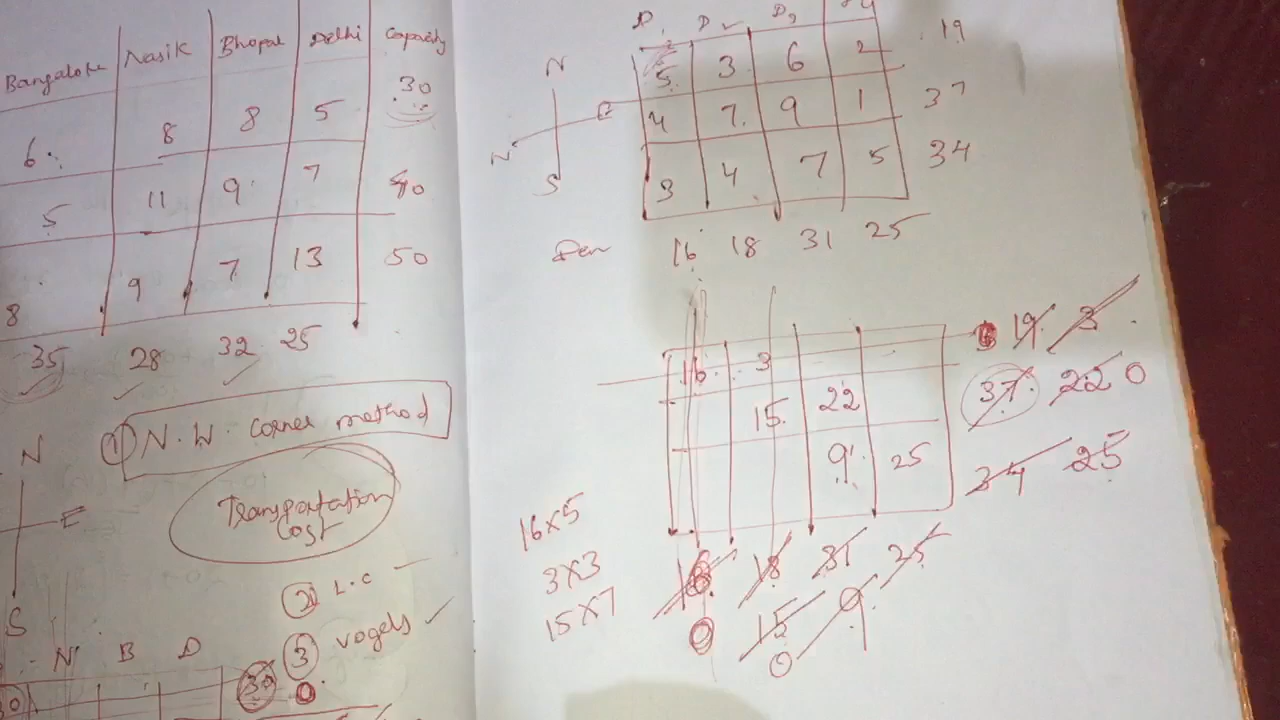 Bangalore Nasik Bhopal Delhi Capacity
6 8 8 5 30
5 11 9 7 40
8 9 7 13 50
35 28 32 25
① N.W. Corner method
Transportation
Cost
② L.C
③ Vogels
N
E
S
N B D
30
0
D1 D2 D3 D4
5 3 6 2 19
4 7 9 1 37
3 4 7 5 34
16 18 31 25
N
E
S
16 3 19 3
15 22 37 22 0
9 25 34 25
16 18 31 25
0 15 9
0
16x5
3x3
15x7